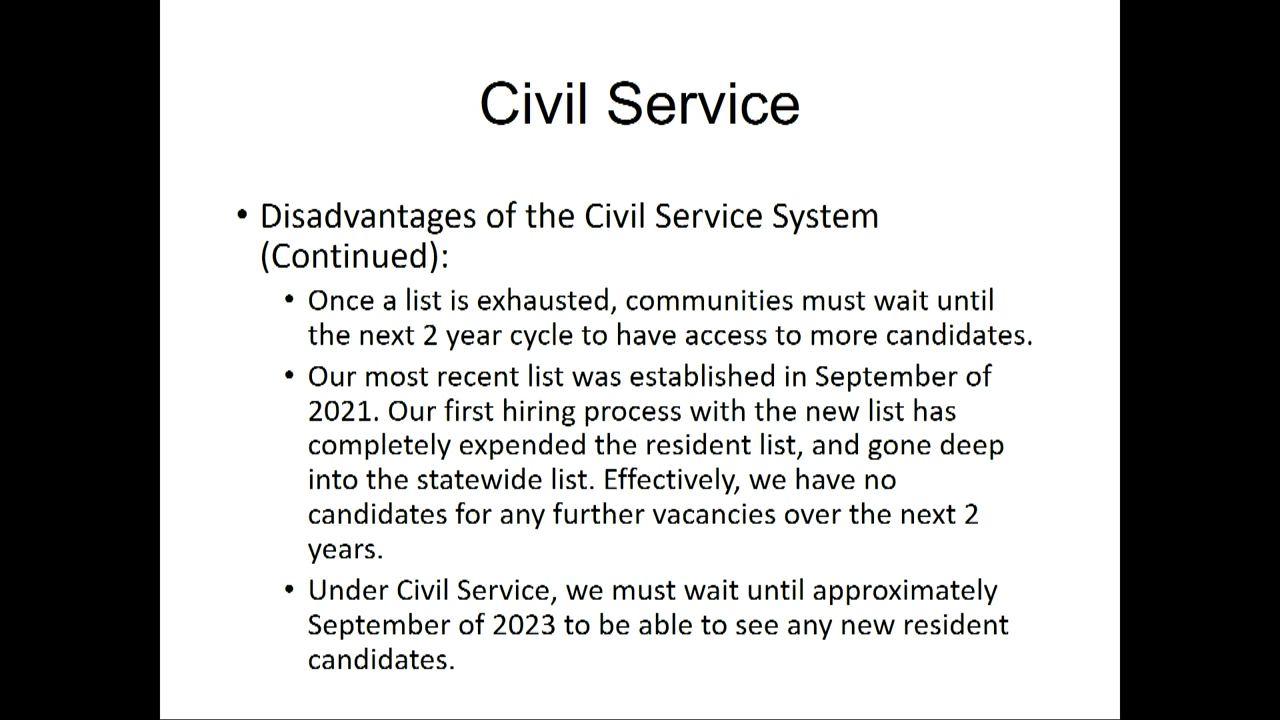 Civil Service
• Disadvantages of the Civil Service System
(Continued):
• Once a list is exhausted, communities must wait until
the next 2 year cycle to have access to more candidates.
• Our most recent list was established in September of
2021. Our first hiring process with the new list has
completely expended the resident list, and gone deep
into the statewide list. Effectively, we have no
candidates for any further vacancies over the next 2
years.
• Under Civil Service, we must wait until approximately
September of 2023 to be able to see any new resident
candidates.